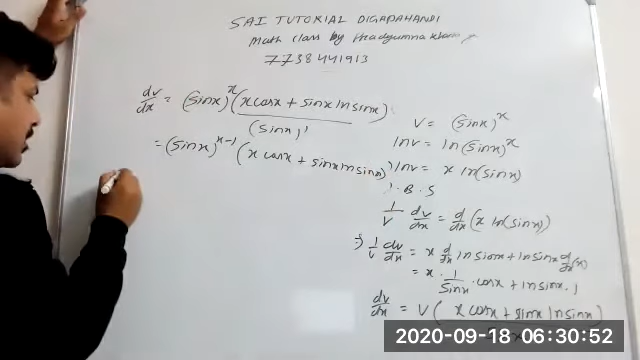 SAI TUTORIAL DIGAPAHANDI
Math class by Pradyumna
7738441913
dv/dx = (sinx)^x (x cosx + sinx ln sinx) / (sinx)^1
= (sinx)^(x-1) (x cosx + sinx ln sinx)
V = (sinx)^x
lnv = ln(sinx)^x
lnv = x ln(sinx)
D.B.S
1/V dv/dx = d/dx (x ln(sinx))
⇒ 1/V dv/dx = x d/dx ln sinx + ln sinx d/dx(x)
= x · 1/sinx · cosx + ln sinx · 1
dv/dx = V( x cosx + sinx ln sinx )
2020-09-18 06:30:52